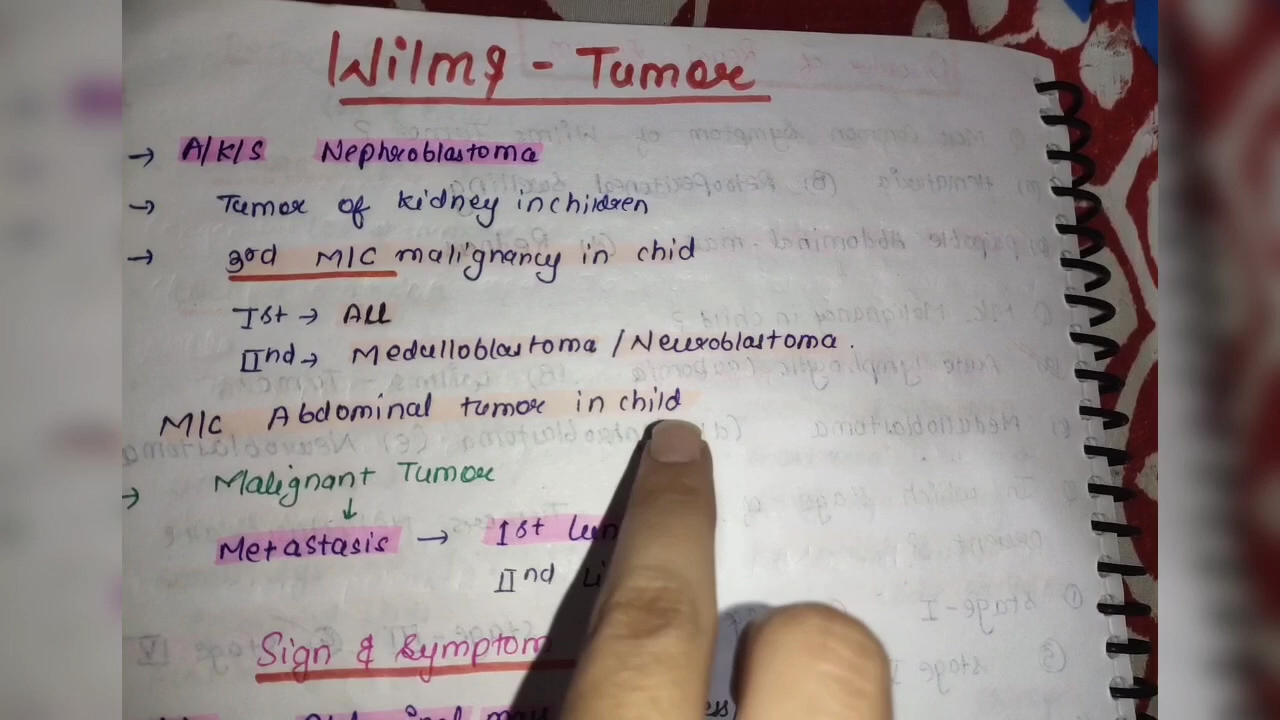 Wilms - Tumor
→ A/K/S Nephroblastoma
→ Tumor of kidney in children
→ 3rd M/C malignancy in chid
Ist → ALL
IInd → Medulloblastoma / Neuroblastoma.
M/C Abdominal tumor in child
→ Malignant Tumor
↓
Metastasis → Ist
IInd
Sign & Symptom